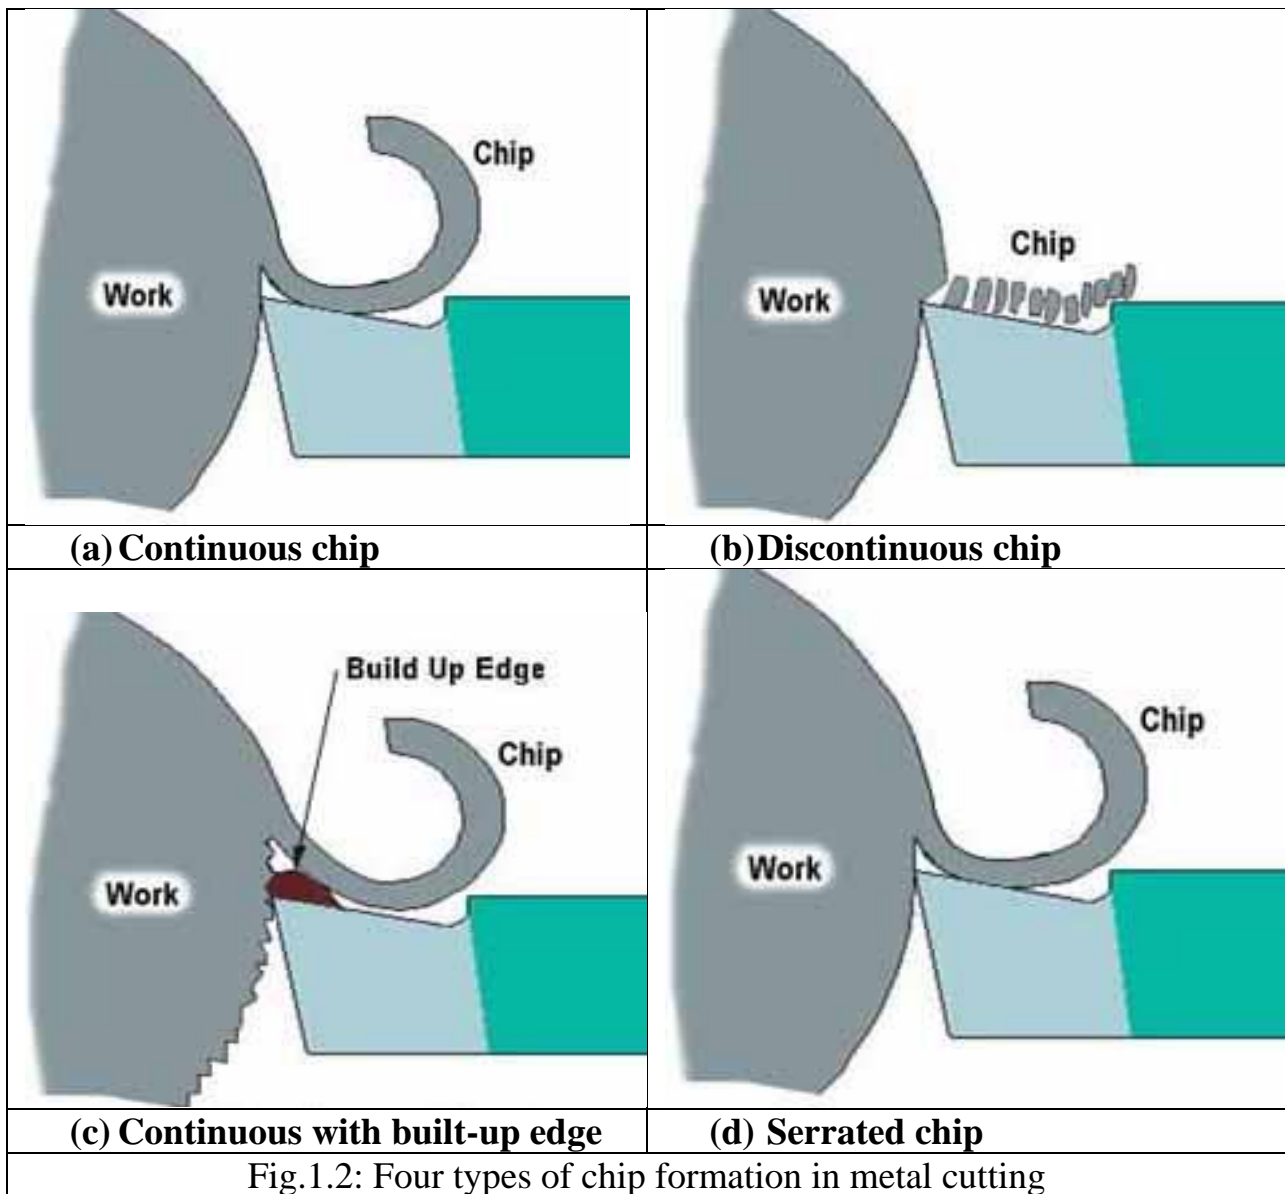 Chip
Work
Chip
Work
(a) Continuous chip
(b)Discontinuous chip
Build Up Edge
Chip
Work
Chip
Work
(c) Continuous with built-up edge
(d) Serrated chip
Fig.1.2: Four types of chip formation in metal cutting